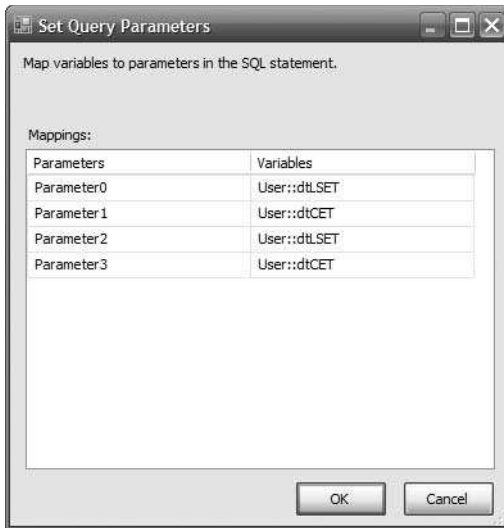 Set Query Parameters
Map variables to parameters in the SQL statement.
Mappings:
Parameters Variables
Parameter0 User::dtLSET
Parameter1 User::dtCET
Parameter2 User::dtLSET
Parameter3 User::dtCET
OK Cancel